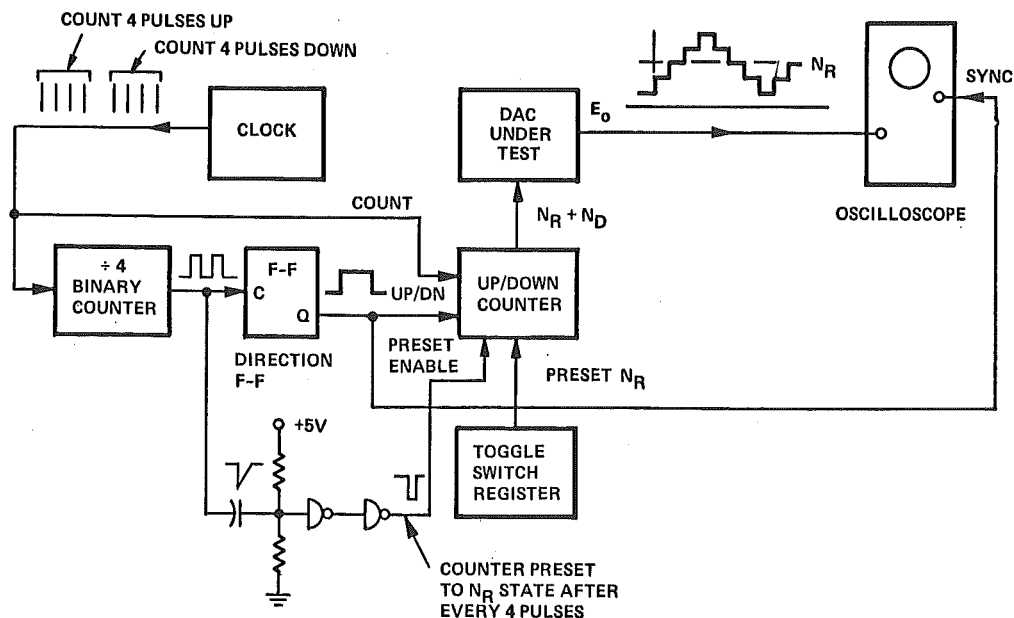 COUNT 4 PULSES UP
COUNT 4 PULSES DOWN
CLOCK
COUNT
÷ 4
BINARY
COUNTER
F-F
C
Q
DIRECTION
F-F
UP/DN
PRESET
ENABLE
UP/DOWN
COUNTER
N_R + N_D
DAC
UNDER
TEST
E_o
N_R
SYNC
OSCILLOSCOPE
PRESET N_R
TOGGLE
SWITCH
REGISTER
+5V
COUNTER PRESET
TO N_R STATE AFTER
EVERY 4 PULSES